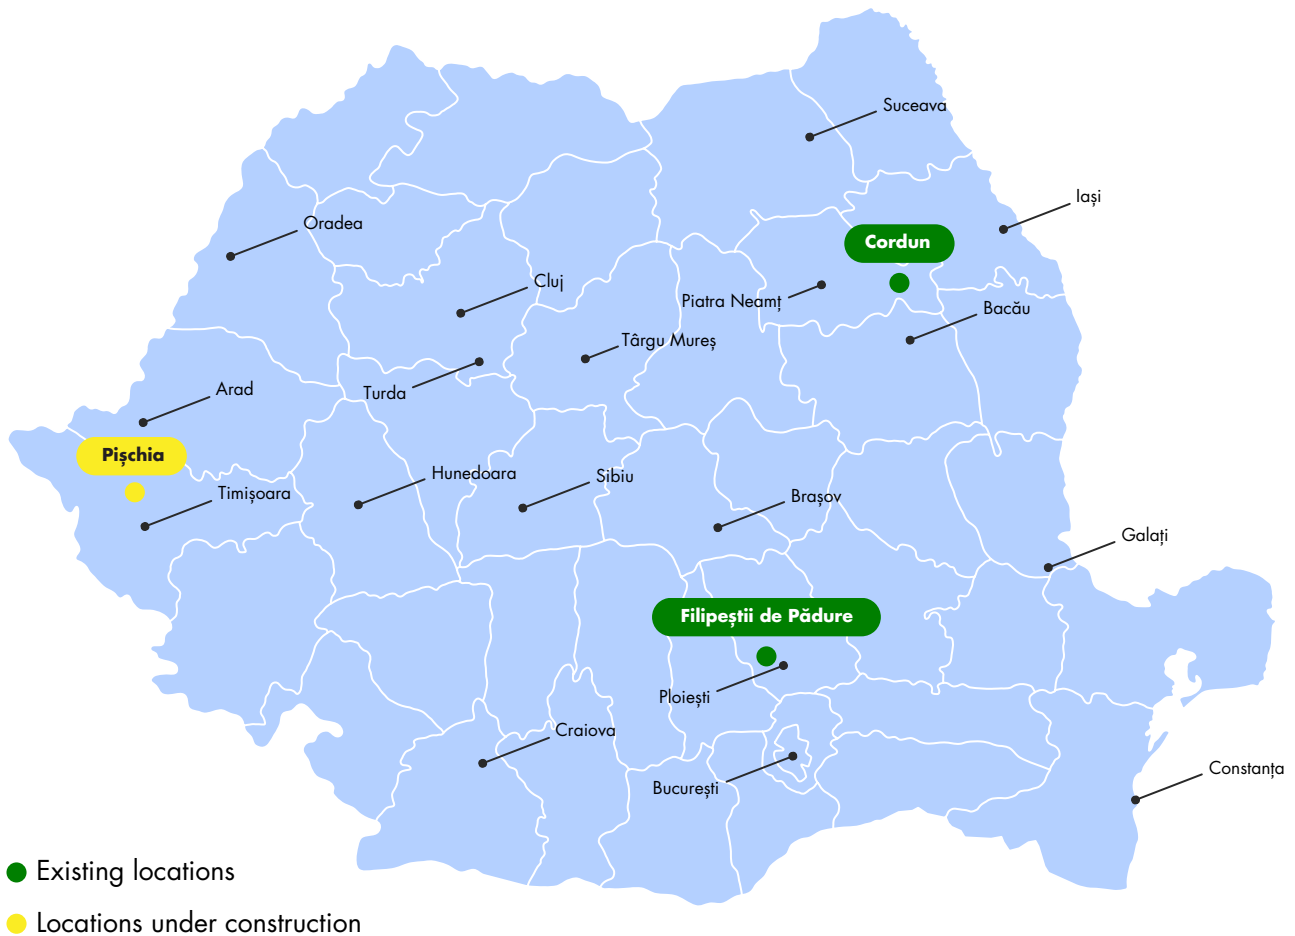 Suceava
Iași
Oradea
Cordun
Cluj
Piatra Neamț
Bacău
Târgu Mureș
Turda
Arad
Pișchia
Hunedoara
Sibiu
Timișoara
Brașov
Galați
Filipeștii de Pădure
Ploiești
Craiova
București
Constanța
Existing locations
Locations under construction